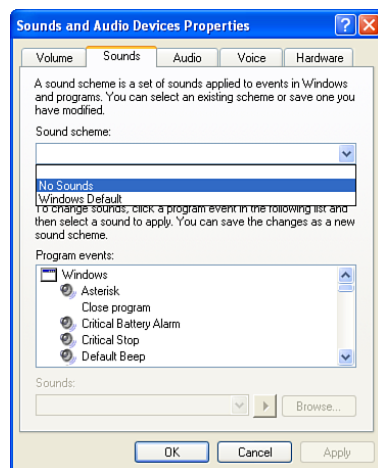 Sounds and Audio Devices Properties
Volume
Sounds
Audio
Voice
Hardware
A sound scheme is a set of sounds applied to events in Windows
and programs. You can select an existing scheme or save one you
have modified.
Sound scheme:
No Sounds
Windows Default
To change sounds, click a program event in the following list and
then select a sound to apply. You can save the changes as a new
sound scheme.
Program events:
Windows
Asterisk
Close program
Critical Battery Alarm
Critical Stop
Default Beep
Sounds:
Browse...
OK
Cancel
Apply